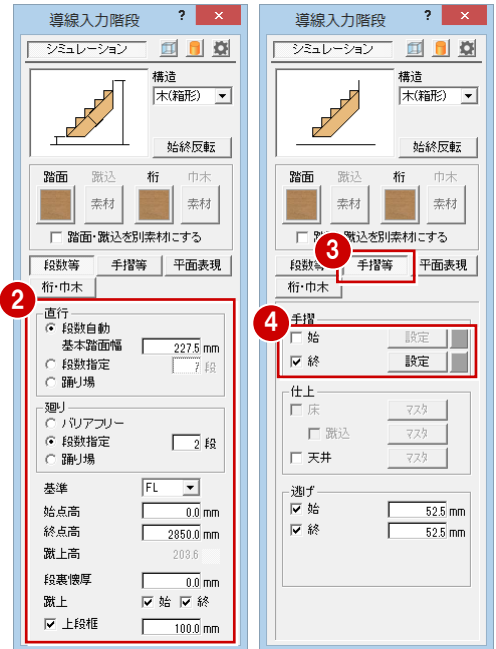 導線入力階段 ? ×
シミュレーション
構造
木(箱形)
始終反転
踏面 蹴込 桁 巾木
素材 素材
踏面・蹴込を別素材にする
段数等 手摺等 平面表現
桁・巾木
2
直行
段数自動
基本踏面幅 227.5 mm
段数指定 7 段
踊り場
廻り
バリアフリー
段数指定 2 段
踊り場
基準 FL
始点高 0.0 mm
終点高 2850.0 mm
蹴上高 203.6
段裏懐厚 0.0 mm
蹴上 始 終
上段框 100.0 mm
導線入力階段 ? ×
シミュレーション
構造
木(箱形)
始終反転
踏面 蹴込 桁 巾木
素材 素材
蹴込を別素材にする
3
段数等 手摺等 平面表現
桁・巾木
4
手摺
始 設定
終 設定
仕上
床 マスタ
蹴込 マスタ
天井 マスタ
逃げ
始 52.5 mm
終 52.5 mm